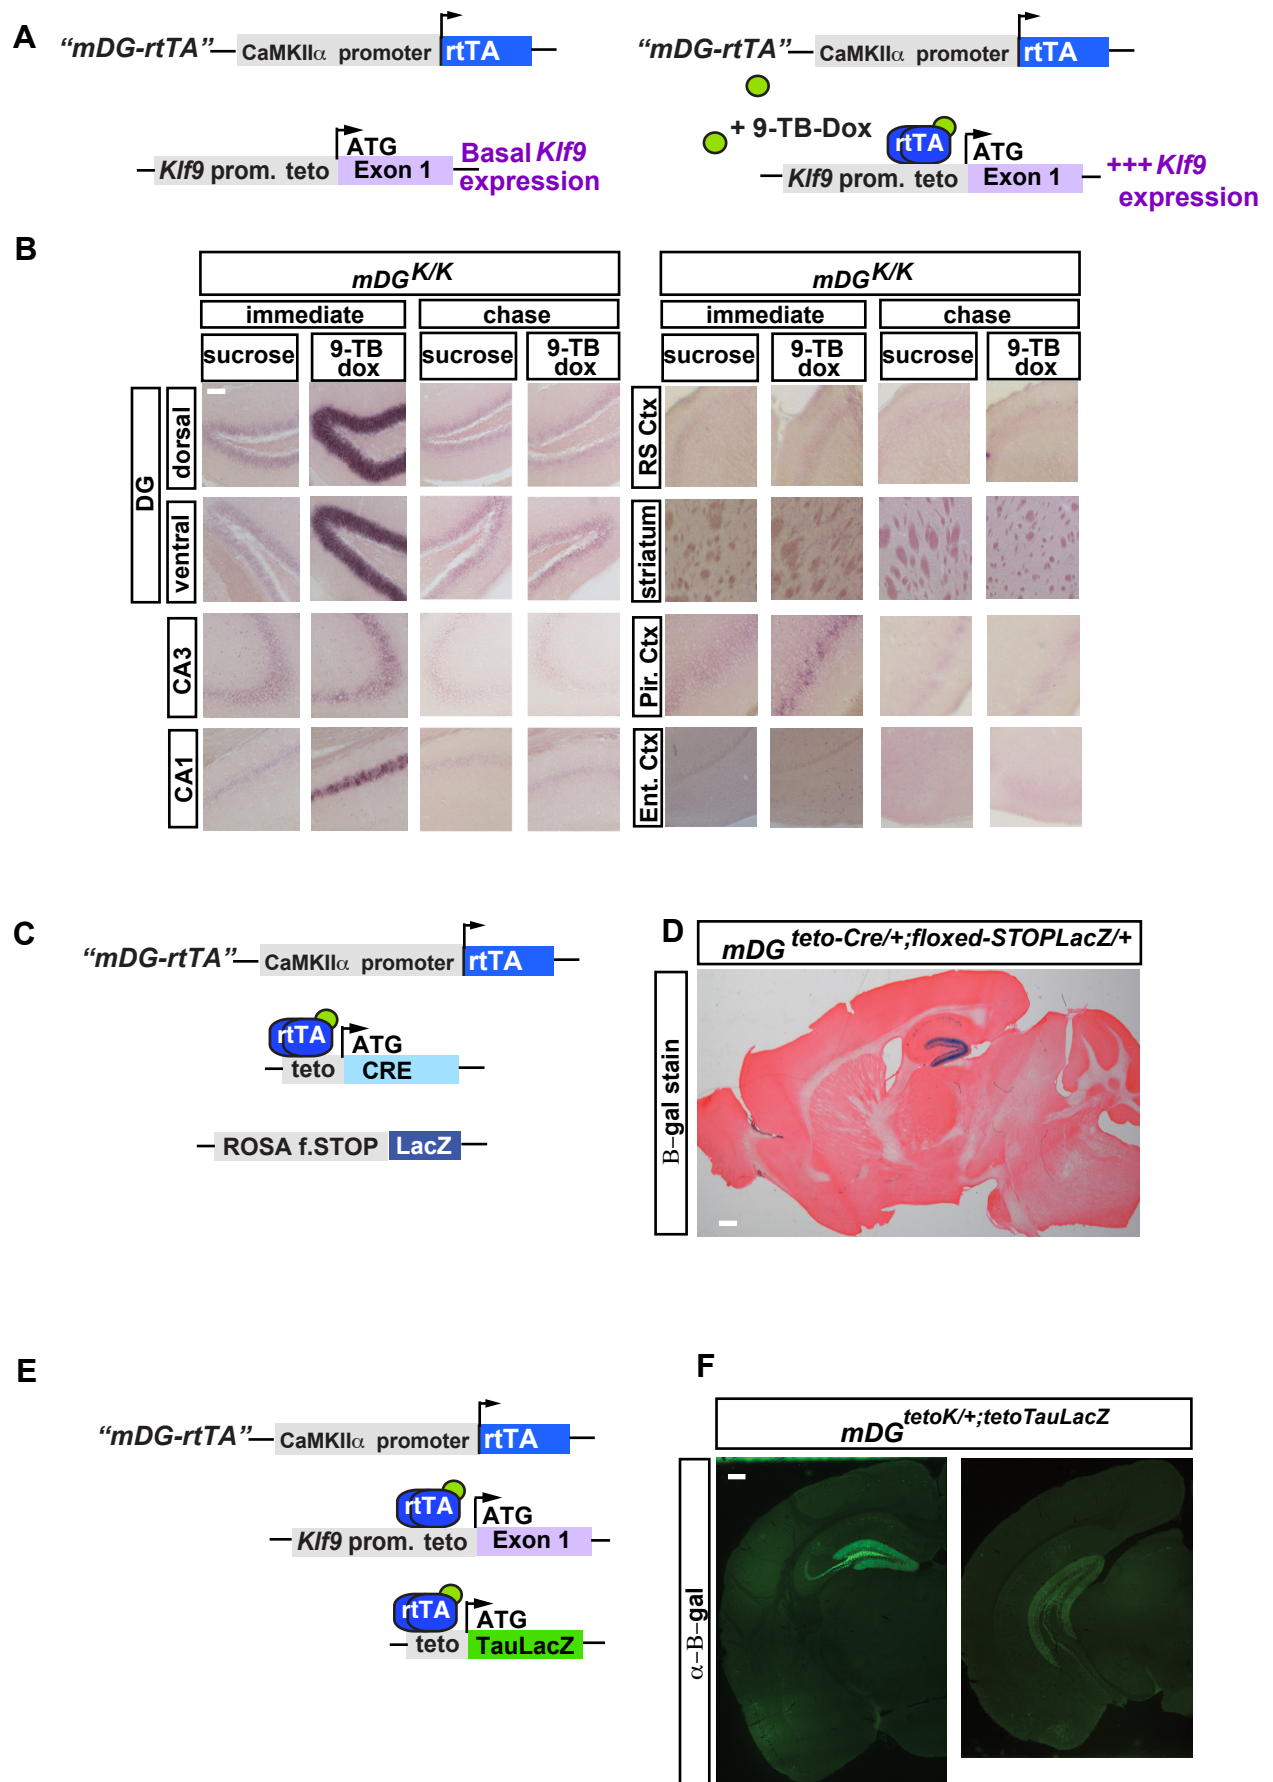 A
“mDG-rtTA”
CaMKIIα promoter
rtTA
Klf9 prom. teto
ATG
Exon 1
Basal Klf9
expression
“mDG-rtTA”
CaMKIIα promoter
rtTA
+ 9-TB-Dox
rtTA
ATG
Klf9 prom. teto
Exon 1
+++ Klf9
expression
B
mDG K/K
immediate
chase
sucrose
9-TB
dox
sucrose
9-TB
dox
mDG K/K
immediate
chase
sucrose
9-TB
dox
sucrose
9-TB
dox
DG
dorsal
ventral
CA3
CA1
RS Ctx
striatum
Pir. Ctx
Ent. Ctx
C
“mDG-rtTA”
CaMKIIα promoter
rtTA
rtTA
ATG
teto
CRE
ROSA f.STOP
LacZ
D
mDG teto-Cre/+;floxed-STOPLacZ/+
B–gal stain
E
“mDG-rtTA”
CaMKIIα promoter
rtTA
rtTA
ATG
Klf9 prom. teto
Exon 1
rtTA
ATG
teto
TauLacZ
F
mDG tetoK/+;tetoTauLacZ
α–B–gal